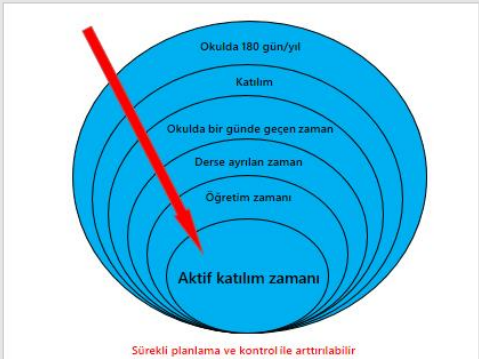 Okulda 180 gün/yıl
Katılım
Okulda bir günde geçen zaman
Derse ayrılan zaman
Öğretim zamanı
Aktif katılım zamanı
Sürekli planlama ve kontrol ile arttırılabilir